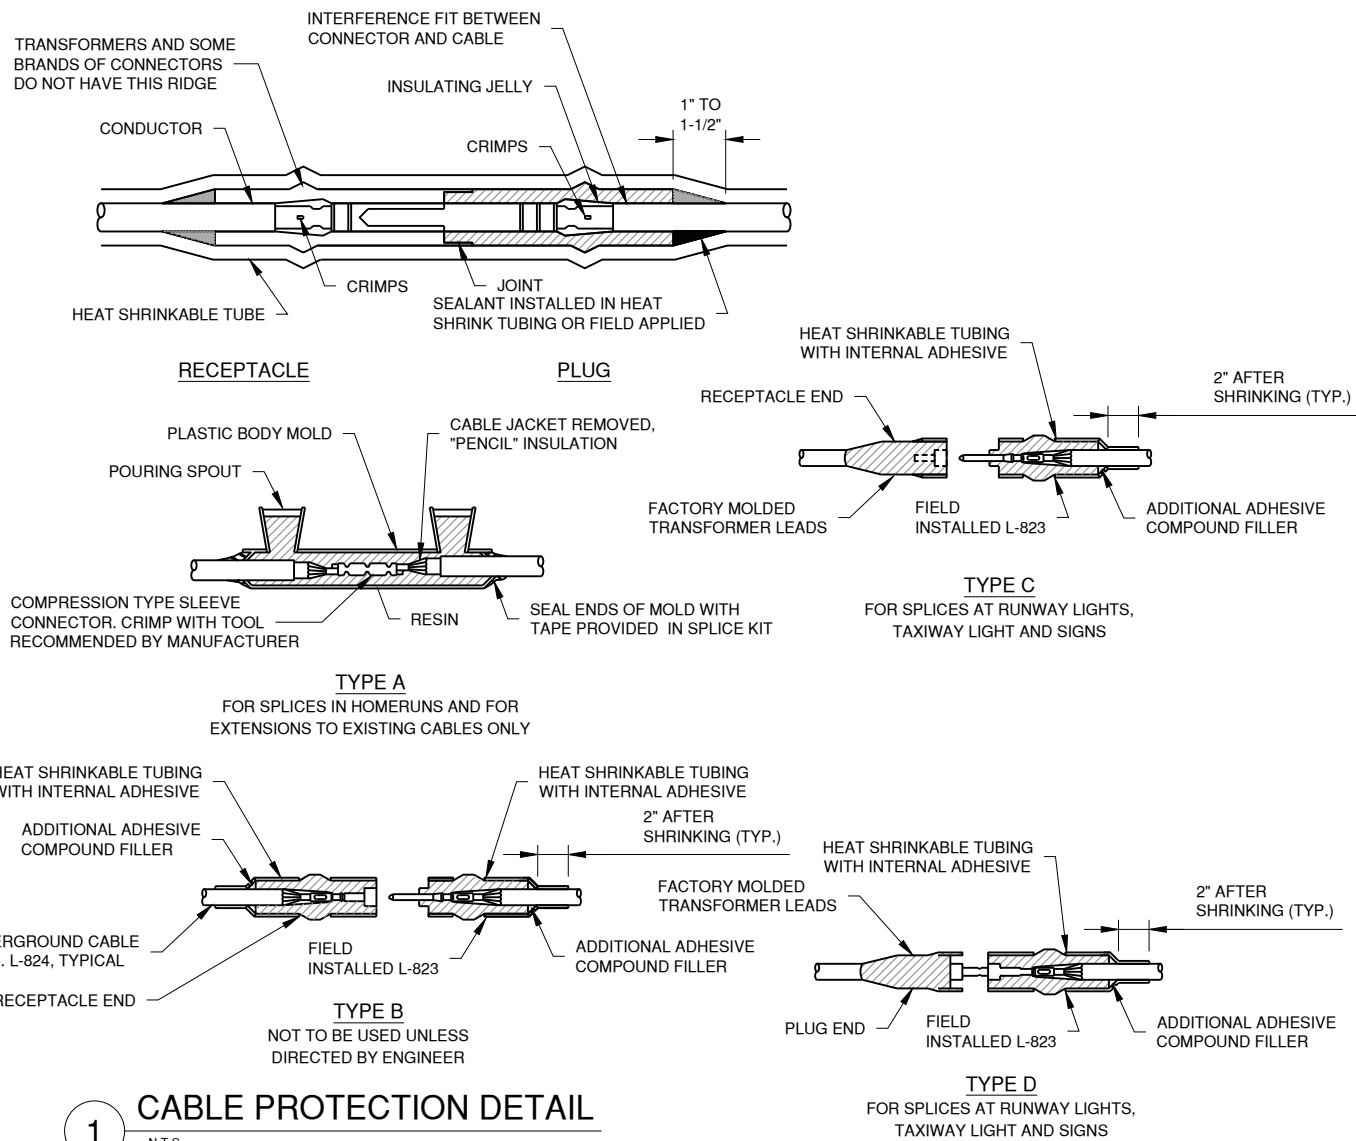 INTERFERENCE FIT BETWEEN
CONNECTOR AND CABLE
TRANSFORMERS AND SOME
BRANDS OF CONNECTORS
DO NOT HAVE THIS RIDGE
INSULATING JELLY
1" TO
1-1/2"
CONDUCTOR
CRIMPS
CRIMPS
JOINT
HEAT SHRINKABLE TUBE
SEALANT INSTALLED IN HEAT
SHRINK TUBING OR FIELD APPLIED
RECEPTACLE
PLUG
HEAT SHRINKABLE TUBING
WITH INTERNAL ADHESIVE
2" AFTER
SHRINKING (TYP.)
RECEPTACLE END
FACTORY MOLDED
TRANSFORMER LEADS
FIELD
INSTALLED L-823
ADDITIONAL ADHESIVE
COMPOUND FILLER
TYPE C
FOR SPLICES AT RUNWAY LIGHTS,
TAXIWAY LIGHT AND SIGNS
PLASTIC BODY MOLD
CABLE JACKET REMOVED,
"PENCIL" INSULATION
POURING SPOUT
COMPRESSION TYPE SLEEVE
CONNECTOR. CRIMP WITH TOOL
RECOMMENDED BY MANUFACTURER
RESIN
SEAL ENDS OF MOLD WITH
TAPE PROVIDED IN SPLICE KIT
TYPE A
FOR SPLICES IN HOMERUNS AND FOR
EXTENSIONS TO EXISTING CABLES ONLY
HEAT SHRINKABLE TUBING
WITH INTERNAL ADHESIVE
HEAT SHRINKABLE TUBING
WITH INTERNAL ADHESIVE
2" AFTER
SHRINKING (TYP.)
ADDITIONAL ADHESIVE
COMPOUND FILLER
ERGROUND CABLE
. L-824, TYPICAL
RECEPTACLE END
FIELD
INSTALLED L-823
ADDITIONAL ADHESIVE
COMPOUND FILLER
TYPE B
NOT TO BE USED UNLESS
DIRECTED BY ENGINEER
HEAT SHRINKABLE TUBING
WITH INTERNAL ADHESIVE
FACTORY MOLDED
TRANSFORMER LEADS
2" AFTER
SHRINKING (TYP.)
PLUG END
FIELD
INSTALLED L-823
ADDITIONAL ADHESIVE
COMPOUND FILLER
TYPE D
FOR SPLICES AT RUNWAY LIGHTS,
TAXIWAY LIGHT AND SIGNS
1 CABLE PROTECTION DETAIL
N.T.S.